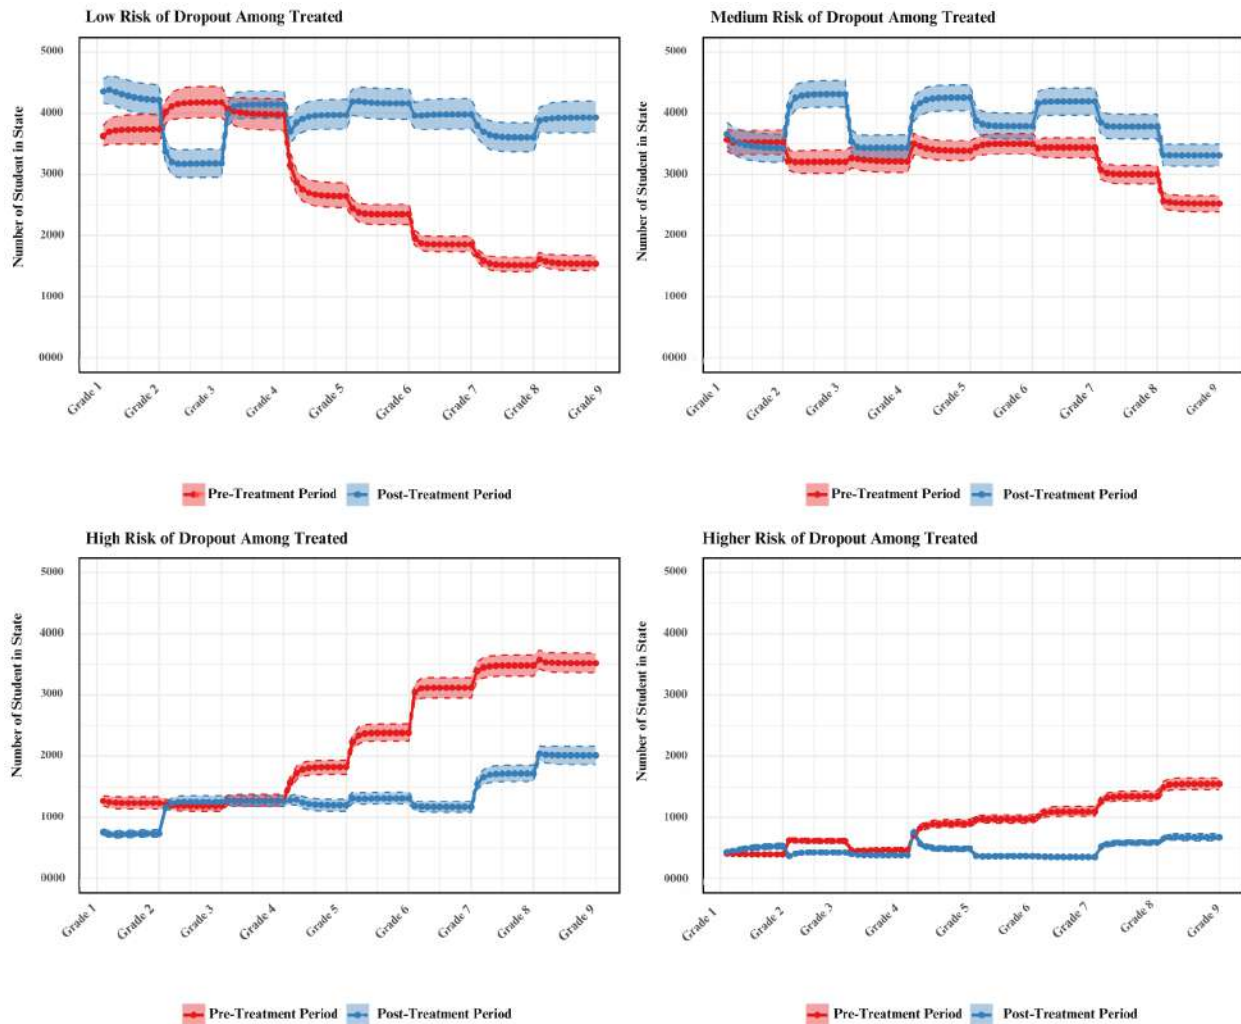 Low Risk of Dropout Among Treated
Number of Student in State
5000
4000
3000
2000
1000
0000
Grade 1
Grade 2
Grade 3
Grade 4
Grade 5
Grade 6
Grade 7
Grade 8
Grade 9
Pre-Treatment Period Post-Treatment Period
Medium Risk of Dropout Among Treated
Number of Student in State
5000
4000
3000
2000
1000
0000
Grade 1
Grade 2
Grade 3
Grade 4
Grade 5
Grade 6
Grade 7
Grade 8
Grade 9
Pre-Treatment Period Post-Treatment Period
High Risk of Dropout Among Treated
Number of Student in State
5000
4000
3000
2000
1000
0000
Grade 1
Grade 2
Grade 3
Grade 4
Grade 5
Grade 6
Grade 7
Grade 8
Grade 9
Pre-Treatment Period Post-Treatment Period
Higher Risk of Dropout Among Treated
Number of Student in State
5000
4000
3000
2000
1000
0000
Grade 1
Grade 2
Grade 3
Grade 4
Grade 5
Grade 6
Grade 7
Grade 8
Grade 9
Pre-Treatment Period Post-Treatment Period